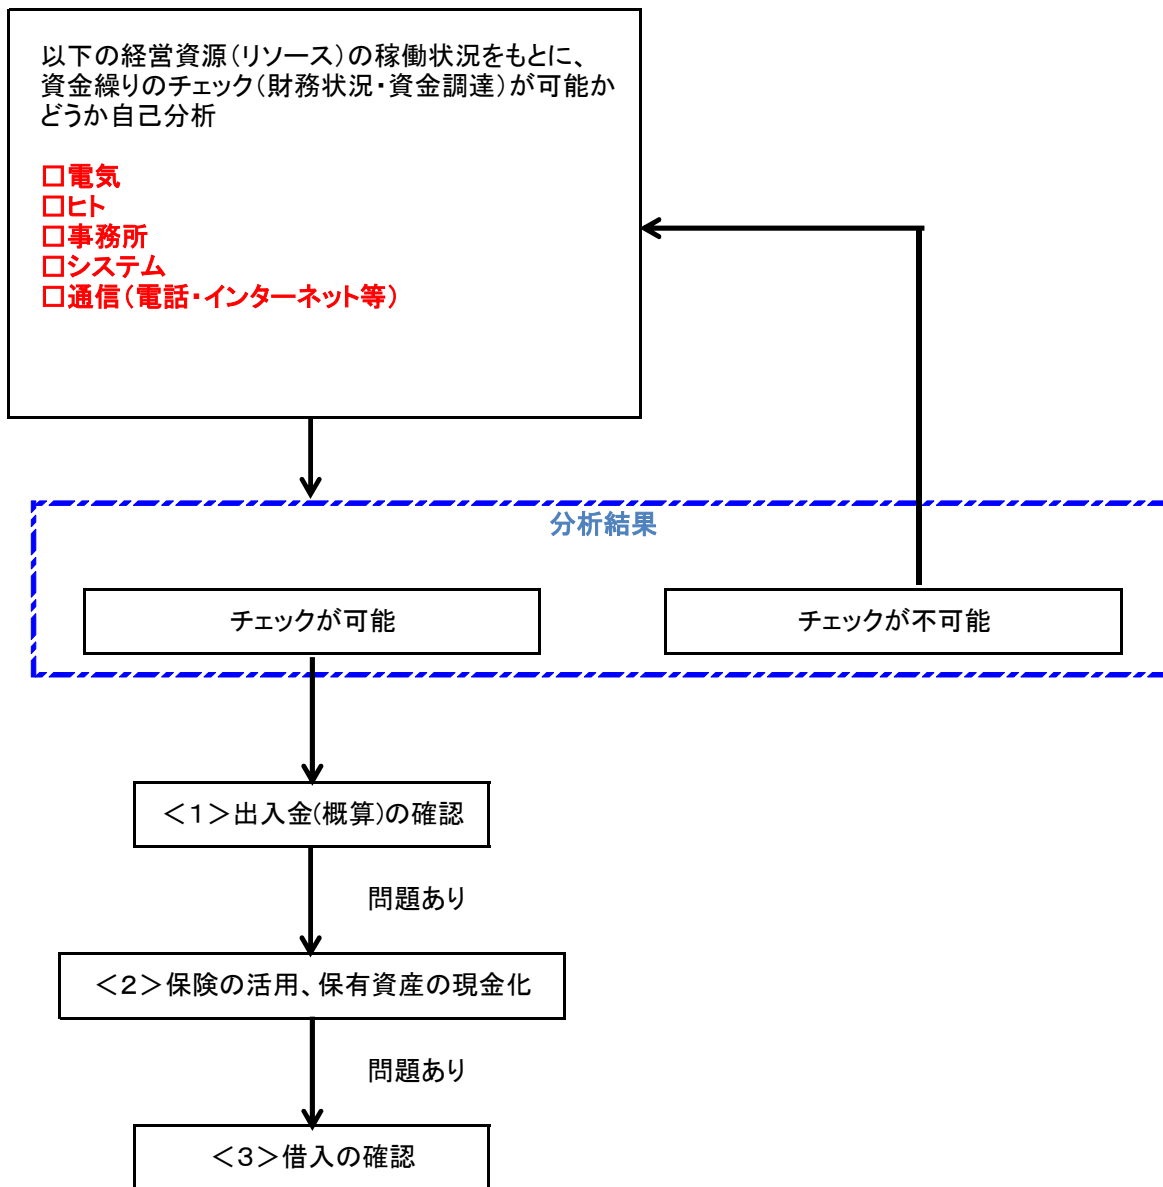 以下の経営資源（リソース）の稼働状況をもとに、
資金繰りのチェック（財務状況・資金調達）が可能か
どうか自己分析
□電気
□ヒト
□事務所
□システム
□通信（電話・インターネット等）
分析結果
チェックが可能
チェックが不可能
＜１＞出入金(概算)の確認
問題あり
＜２＞保険の活用、保有資産の現金化
問題あり
＜３＞借入の確認